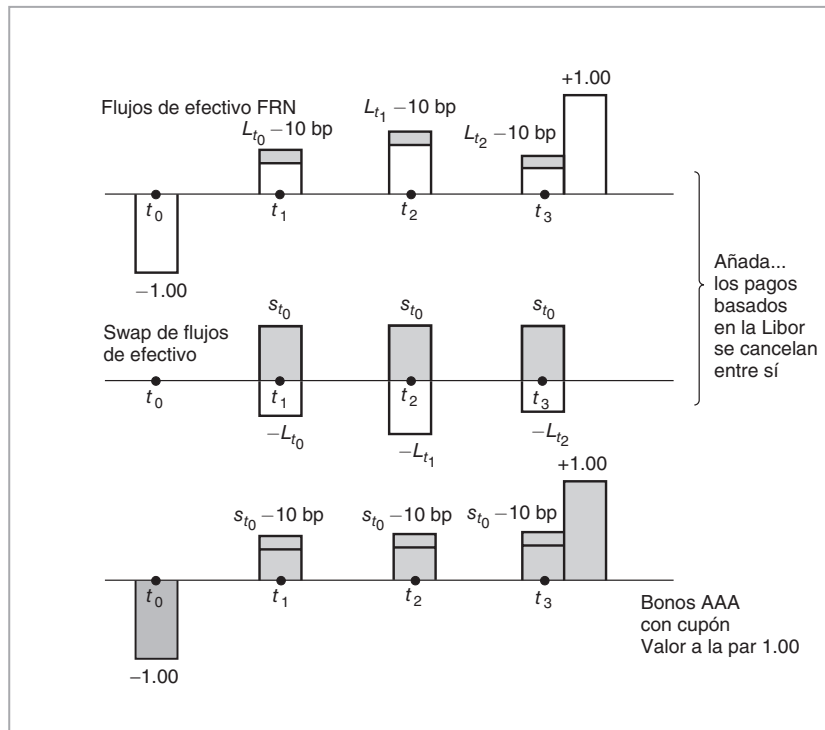 +1.00
Flujos de efectivo FRN
L_{t_0} −10 bp
L_{t_1} −10 bp
L_{t_2} −10 bp
t_0
t_1
t_2
t_3
−1.00
Añada...
los pagos
basados
en la Libor
se cancelan
entre sí
s_{t_0}
s_{t_0}
s_{t_0}
Swap de flujos
de efectivo
t_0
t_1
t_2
t_3
−L_{t_0}
−L_{t_1}
−L_{t_2}
+1.00
s_{t_0} −10 bp
s_{t_0} −10 bp
s_{t_0} −10 bp
t_0
t_1
t_2
t_3
Bonos AAA
con cupón
Valor a la par 1.00
−1.00